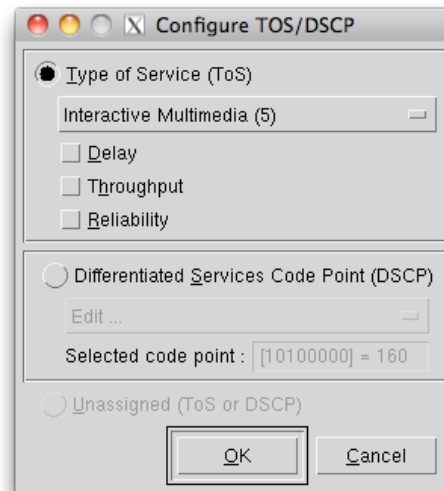 Configure TOS/DSCP
Type of Service (ToS)
Interactive Multimedia (5)
Delay
Throughput
Reliability
Differentiated Services Code Point (DSCP)
Edit ...
Selected code point : [10100000] = 160
Unassigned (ToS or DSCP)
OK Cancel